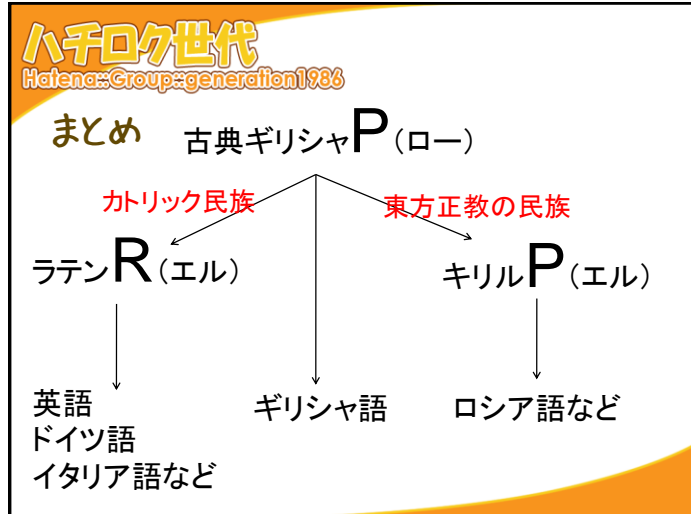 ハチロク世代
Hatena::Group::generation1986
まとめ
古典ギリシャP(ロー)
カトリック民族
東方正教の民族
ラテンR(エル)
キリルP(エル)
英語
ドイツ語
イタリア語など
ギリシャ語
ロシア語など